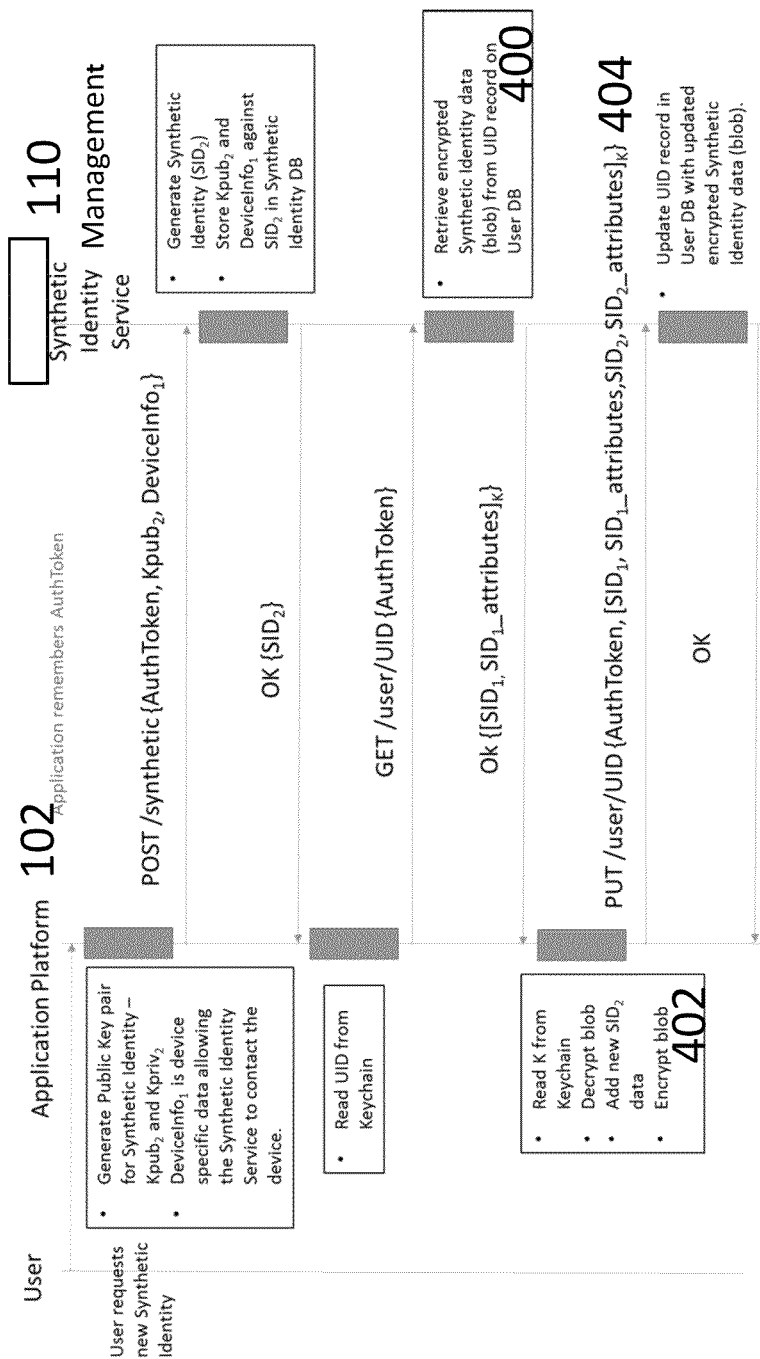 User
Application Platform 102
Application remembers AuthToken
110
Synthetic
Identity Management
Service
User requests
new Synthetic
Identity
• Generate Public Key pair
for Synthetic Identity –
Kpub₂ and Kpriv₂
• DeviceInfo₁ is device
specific data allowing
the Synthetic Identity
Service to contact the
device.
POST /synthetic {AuthToken, Kpub₂, DeviceInfo₁}
• Generate Synthetic
Identity (SID₂)
• Store Kpub₂ and
DeviceInfo₁ against
SID₂ in Synthetic
Identity DB
OK {SID₂}
• Read UID from
Keychain
GET /user/UID {AuthToken}
• Retrieve encrypted
Synthetic Identity data
(blob) from UID record on
User DB
400
Ok {[SID₁, SID₁_attributes]ₖ}
• Read K from
Keychain
• Decrypt blob
• Add new SID₂
data
• Encrypt blob
402
PUT /user/UID {AuthToken, [SID₁, SID₁_attributes,SID₂, SID₂_attributes]ₖ} 404
• Update UID record in
User DB with updated
encrypted Synthetic
Identity data (blob).
OK